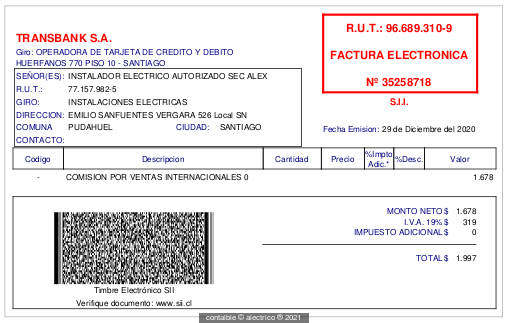 TRANSBANK S.A.
Giro: OPERADORA DE TARJETA DE CREDITO Y DEBITO
HUERFANOS 770 PISO 10 - SANTIAGO
R.U.T.: 96.689.310-9
FACTURA ELECTRONICA
Nº 35258718
S.I.I.
SEÑOR(ES): INSTALADOR ELECTRICO AUTORIZADO SEC ALEX
R.U.T.: 77.157.982-5
GIRO: INSTALACIONES ELECTRICAS
DIRECCION: EMILIO SANFUENTES VERGARA 526 Local SN
COMUNA PUDAHUEL CIUDAD: SANTIAGO
CONTACTO:
Fecha Emision: 29 de Diciembre del 2020
Codigo Descripcion Cantidad Precio %Impto Adic.* %Desc. Valor
- COMISION POR VENTAS INTERNACIONALES 0 1.678
MONTO NETO $ 1.678
I.V.A. 19% $ 319
IMPUESTO ADICIONAL $ 0
TOTAL $ 1.997
Timbre Electrónico SII
Verifique documento: www.sii.cl
contaible © alectrico ® 2021